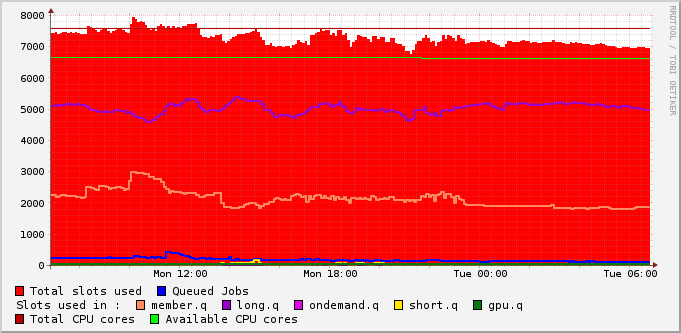 8000
7000
6000
5000
4000
3000
2000
1000
0
Mon 12:00 Mon 18:00 Tue 00:00 Tue 06:00
RRDTOOL / TOBI OETIKER
Total slots used Queued Jobs
Slots used in : member.q long.q ondemand.q short.q gpu.q
Total CPU cores Available CPU cores